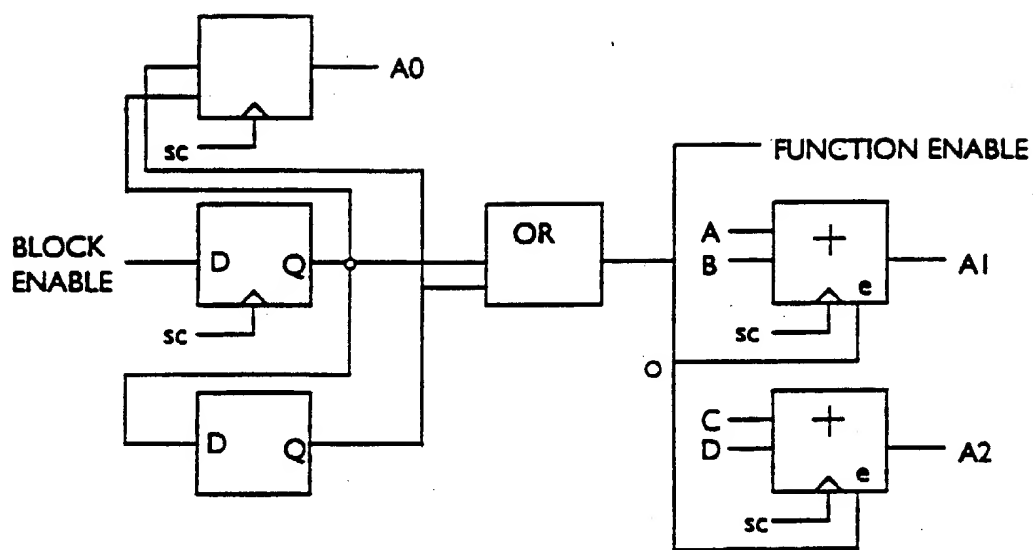 A0
sc
FUNCTION ENABLE
BLOCK
ENABLE
D
Q
sc
OR
A
B
+
e
A1
sc
D
Q
C
D
+
e
A2
sc